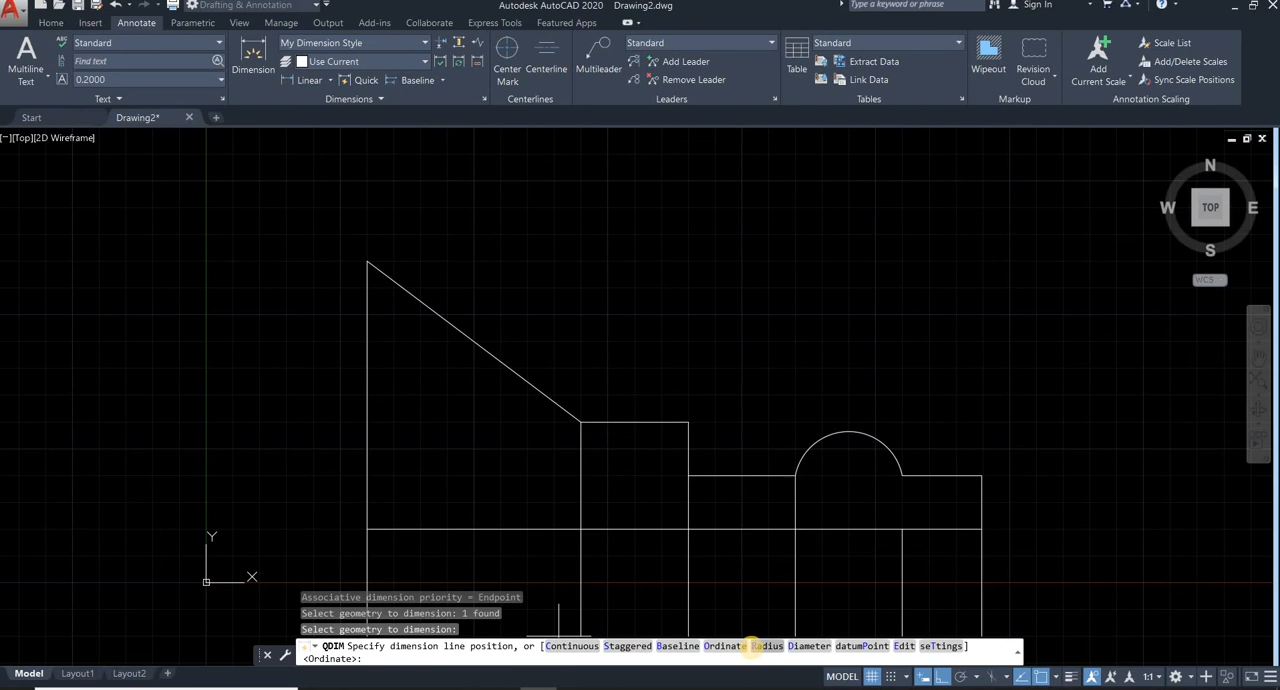 Drafting & Annotation
Autodesk AutoCAD 2020 Drawing2.dwg
Type a keyword or phrase
Sign In
Home Insert Annotate Parametric View Manage Output Add-ins Collaborate Express Tools Featured Apps
Multiline Text
Standard
Find text
0.2000
Text
Dimension
My Dimension Style
Use Current
Linear Quick Baseline
Dimensions
Center Mark
Centerline
Centerlines
Multileader
Standard
Add Leader
Remove Leader
Leaders
Table
Standard
Extract Data
Link Data
Tables
Wipeout
Revision Cloud
Markup
Add Current Scale
Scale List
Add/Delete Scales
Sync Scale Positions
Annotation Scaling
Start Drawing2*
[−][Top][2D Wireframe]
N
W TOP E
S
WCS
Y
X
Associative dimension priority = Endpoint
Select geometry to dimension: 1 found
Select geometry to dimension:
QDIM Specify dimension line position, or [Continuous Staggered Baseline Ordinate Radius Diameter datumPoint Edit seTtings]
<Ordinate>:
Model Layout1 Layout2
MODEL
1:1